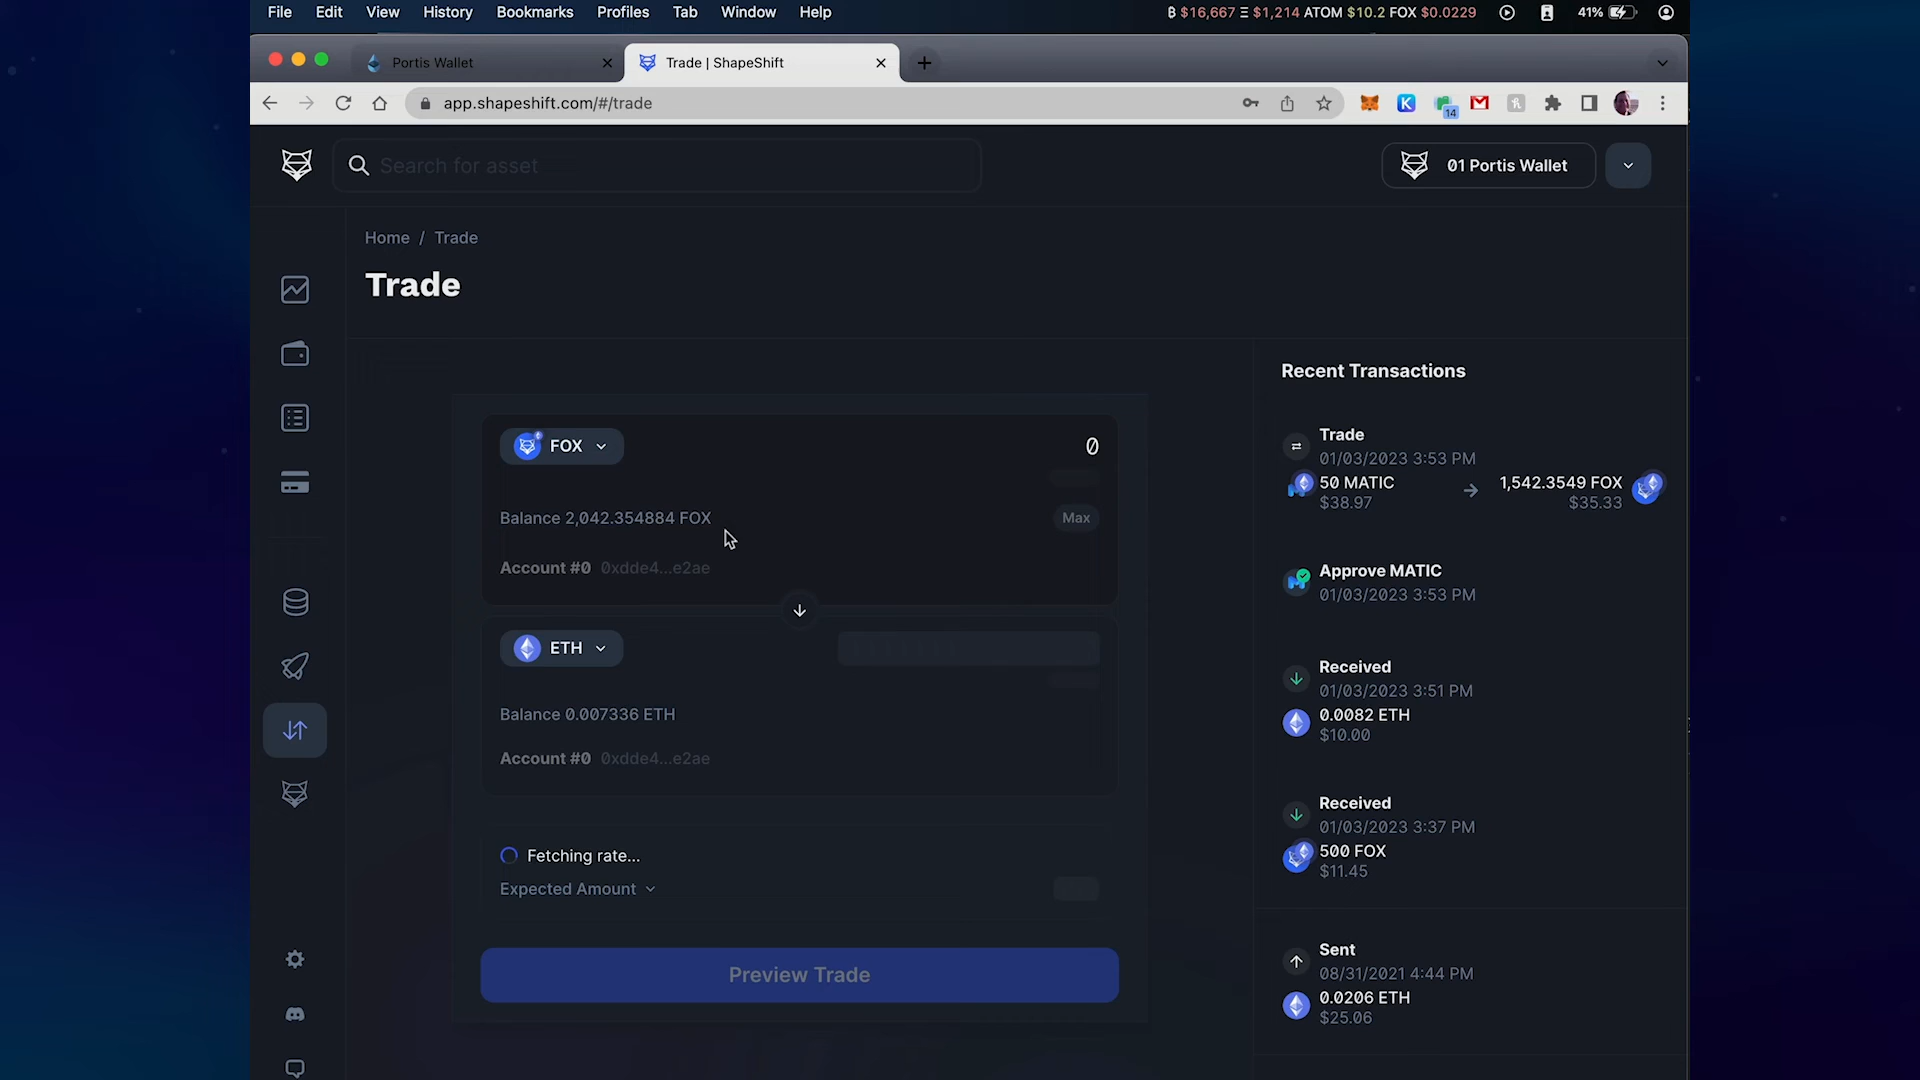 File Edit View History Bookmarks Profiles Tab Window Help
₿ $16,667 Ξ $1,214 ATOM $10.2 FOX $0.0229 41%
Portis Wallet
Trade | ShapeShift
app.shapeshift.com/#/trade
K
14
Search for asset
01 Portis Wallet
Home / Trade
Trade
FOX
0
Balance 2,042.354884 FOX
Max
Account #0 0xdde4...e2ae
ETH
Balance 0.007336 ETH
Account #0 0xdde4...e2ae
Fetching rate...
Expected Amount
Preview Trade
Recent Transactions
Trade
01/03/2023 3:53 PM
50 MATIC 1,542.3549 FOX
$38.97 $35.33
Approve MATIC
01/03/2023 3:53 PM
Received
01/03/2023 3:51 PM
0.0082 ETH
$10.00
Received
01/03/2023 3:37 PM
500 FOX
$11.45
Sent
08/31/2021 4:44 PM
0.0206 ETH
$25.06